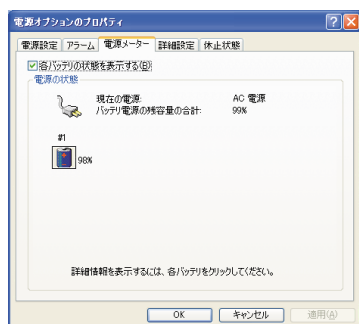 電源オプションのプロパティ
電源設定 アラーム 電源メーター 詳細設定 休止状態
各バッテリの状態を表示する(B)
電源の状態
現在の電源: AC 電源
バッテリ電源の残容量の合計: 99%
#1
98%
詳細情報を表示するには、各バッテリをクリックしてください。
OK キャンセル 適用(A)